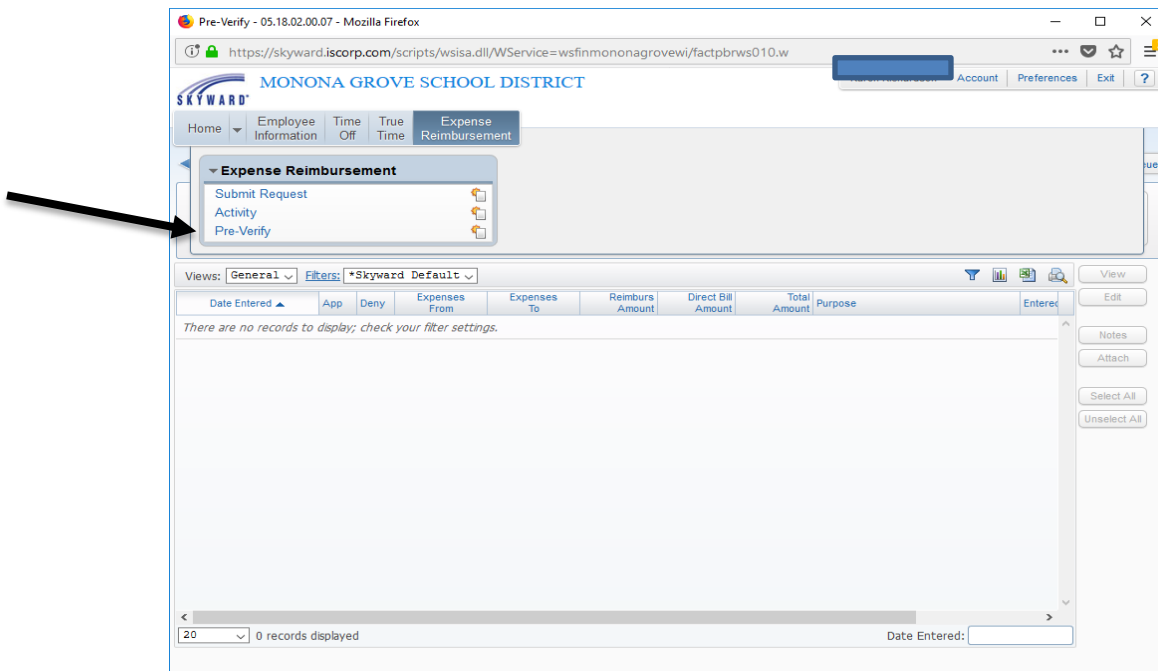 Pre-Verify - 05.18.02.00.07 - Mozilla Firefox
https://skyward.iscorp.com/scripts/wsisa.dll/WService=wsfinmononagrovewi/factpbrws010.w
SKYWARD®
MONONA GROVE SCHOOL DISTRICT
Account Preferences Exit ?
Home
Employee Information
Time Off
True Time
Expense Reimbursement
Expense Reimbursement
Submit Request
Activity
Pre-Verify
Views: General Filters: *Skyward Default
View
Date Entered App Deny Expenses From Expenses To Reimburs Amount Direct Bill Amount Total Amount Purpose Entered
Edit
There are no records to display; check your filter settings.
Notes
Attach
Select All
Unselect All
20 0 records displayed Date Entered: